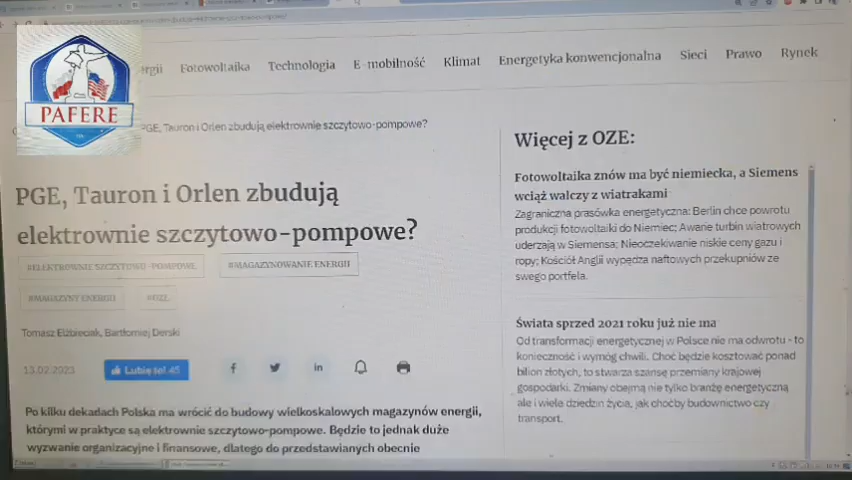 PAFERE
Fotowoltaika Technologia E-mobilność Klimat Energetyka konwencjonalna Sieci Prawo Rynek
PGE, Tauron i Orlen zbudują elektrownie szczytowo-pompowe?
PGE, Tauron i Orlen zbudują
elektrownie szczytowo-pompowe?
#ELEKTROWNIE SZCZYTOWO-POMPOWE #MAGAZYNOWANIE ENERGII
#MAGAZYNY ENERGII #OZE
Tomasz Elżbieciak, Bartłomiej Derski
13.02.2023 Lubię to! 45
Po kilku dekadach Polska ma wrócić do budowy wielkoskalowych magazynów energii,
którymi w praktyce są elektrownie szczytowo-pompowe. Będzie to jednak duże
wyzwanie organizacyjne i finansowe, dlatego do przedstawianych obecnie
Więcej z OZE:
Fotowoltaika znów ma być niemiecka, a Siemens
wciąż walczy z wiatrakami
Zagraniczna prasówka energetyczna: Berlin chce powrotu
produkcji fotowoltaiki do Niemiec; Awarie turbin wiatrowych
uderzają w Siemensa; Nieoczekiwanie niskie ceny gazu i
ropy; Kościół Anglii wypędza naftowych przekupniów ze
swego portfela.
Świata sprzed 2021 roku już nie ma
Od transformacji energetycznej w Polsce nie ma odwrotu - to
konieczność i wymóg chwili. Choć będzie kosztować ponad
bilion złotych, to stwarza szansę przemiany krajowej
gospodarki. Zmiany obejmą nie tylko branżę energetyczną
ale i wiele dziedzin życia, jak choćby budownictwo czy
transport.